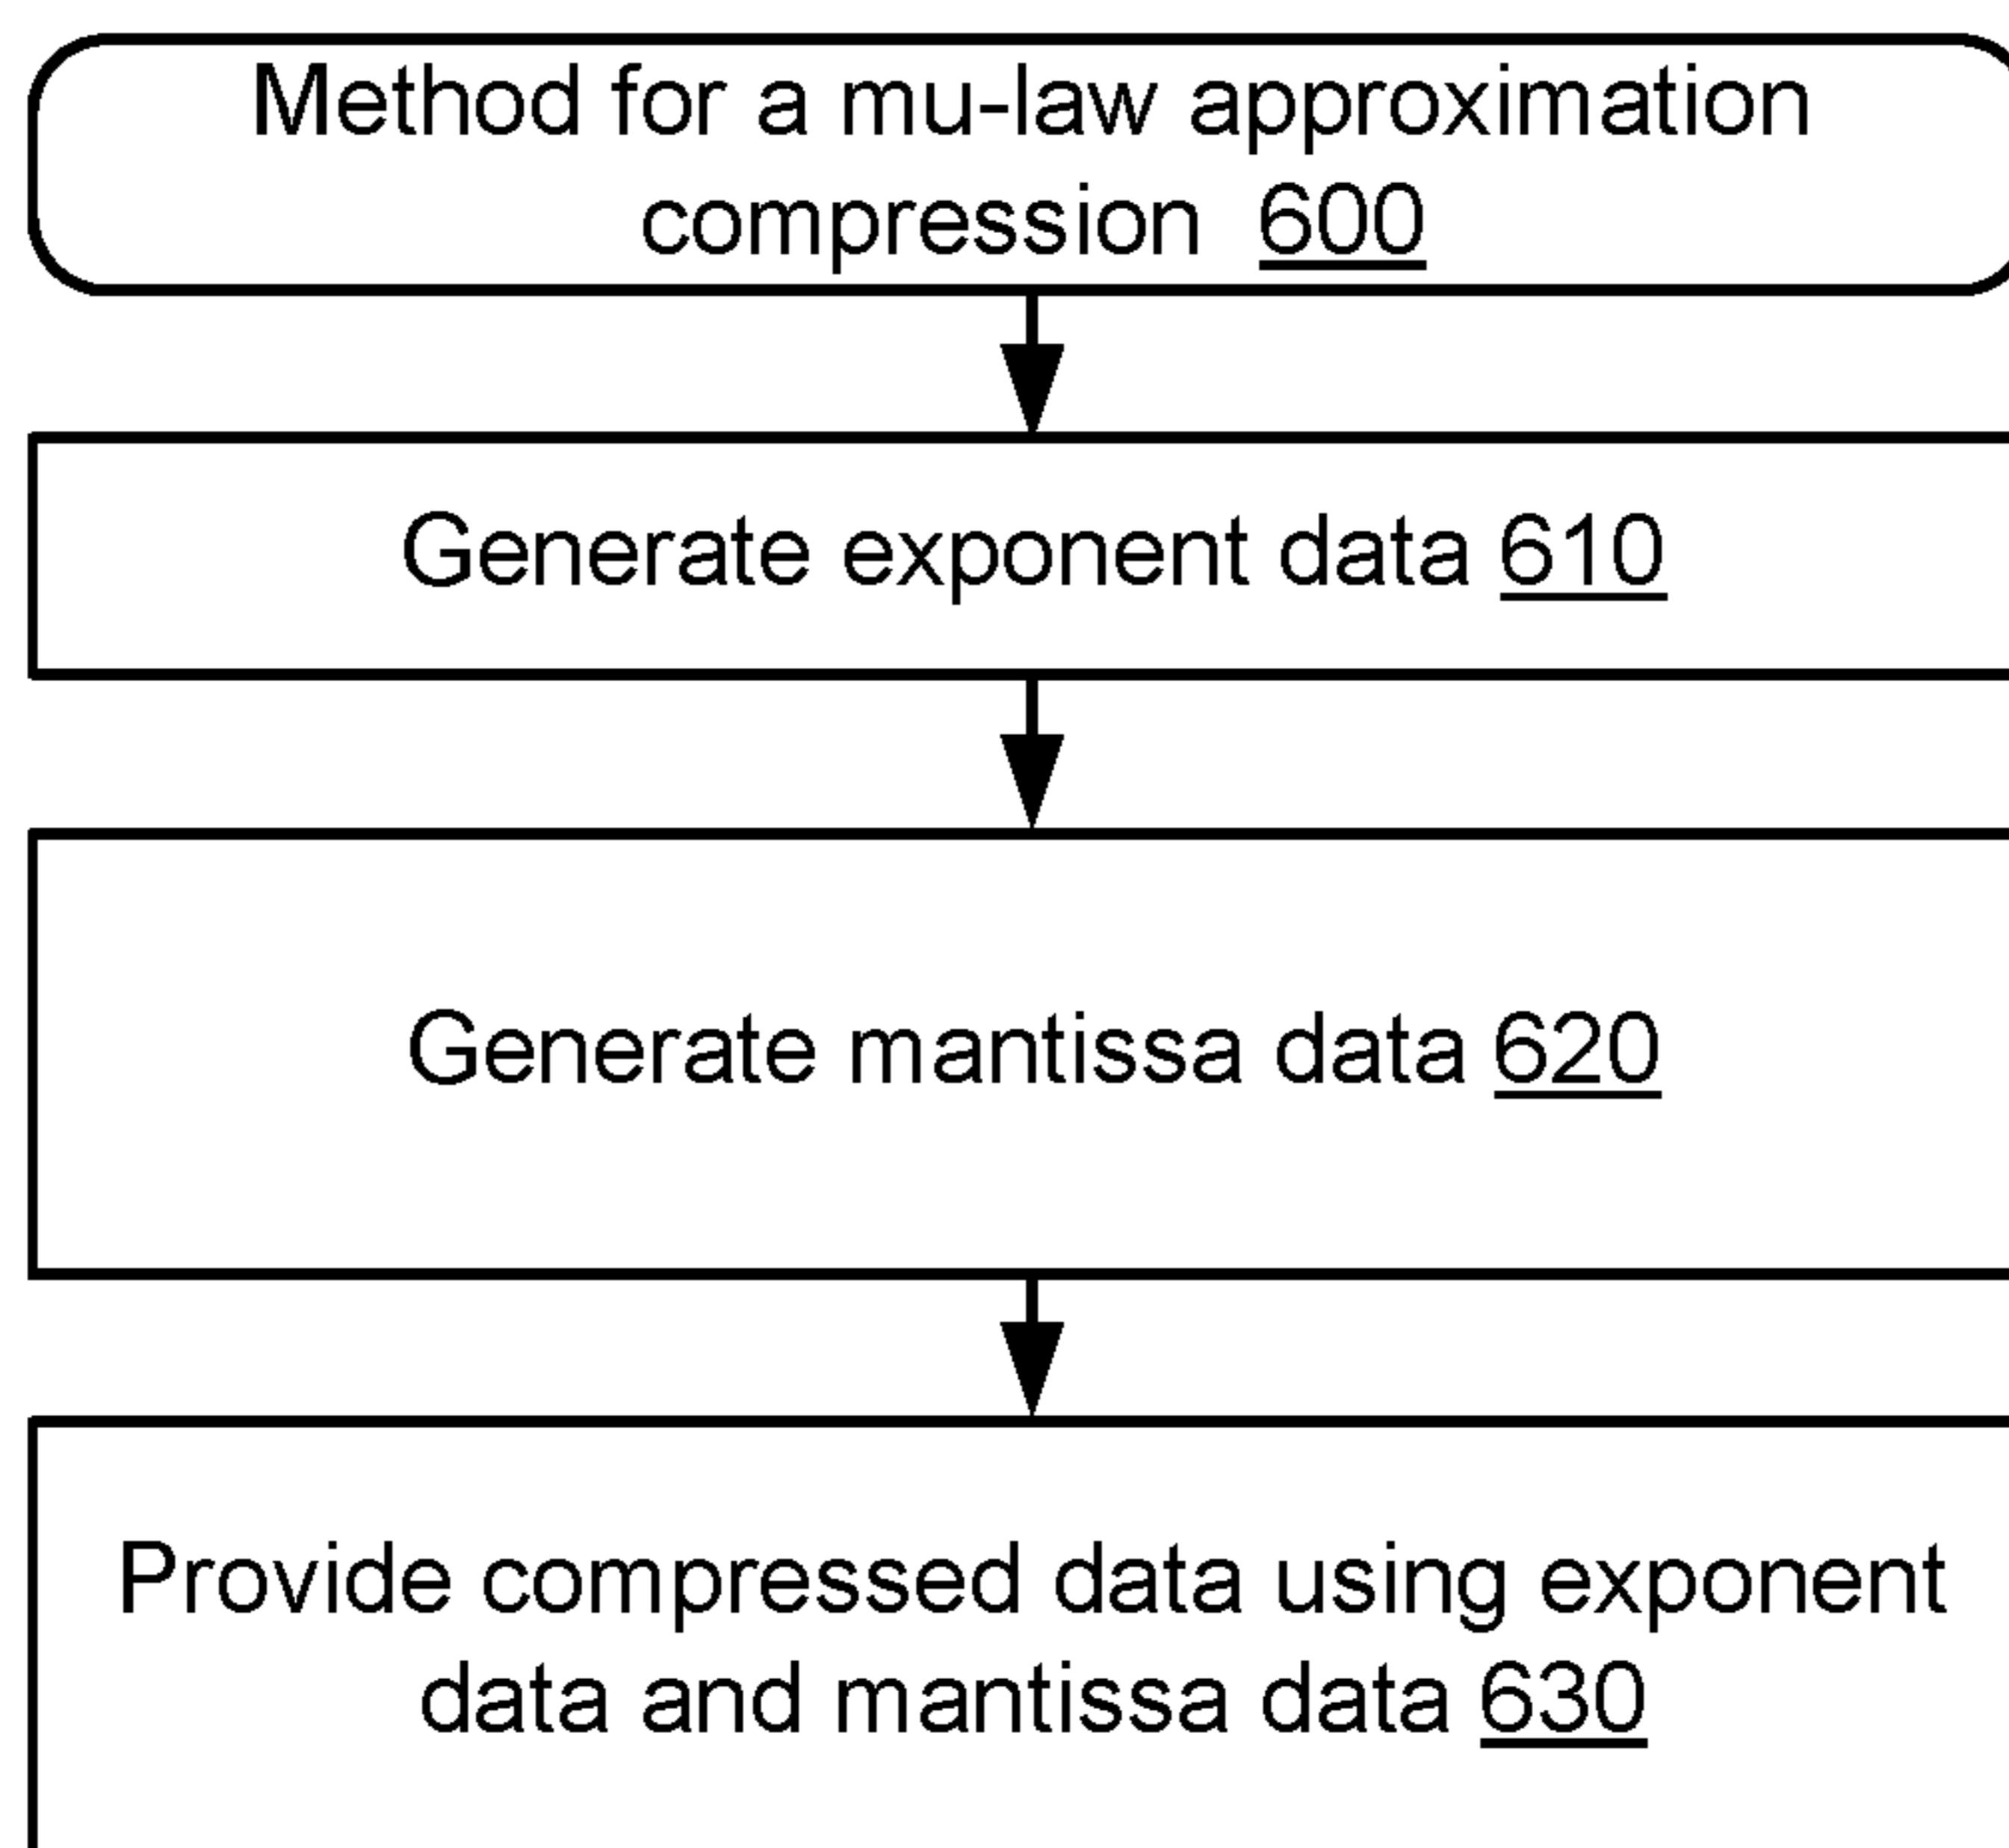 Method for a mu-law approximation
compression 600
Generate exponent data 610
Generate mantissa data 620
Provide compressed data using exponent
data and mantissa data 630